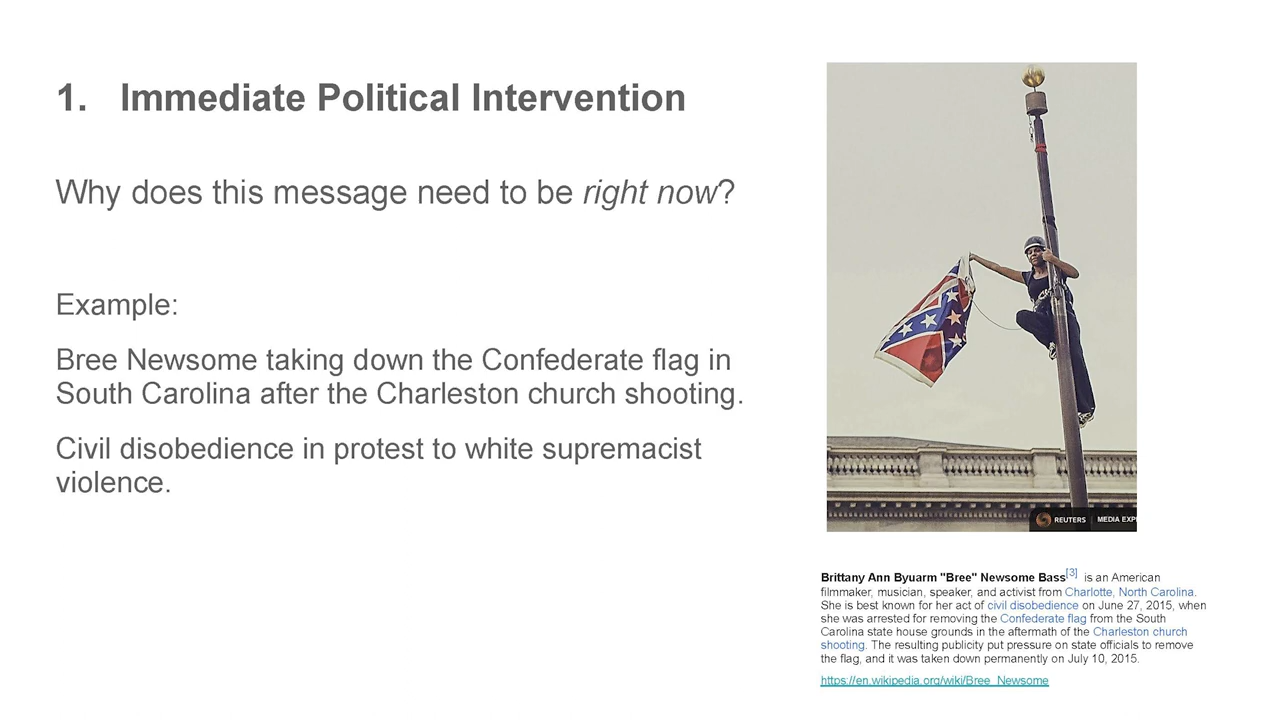 1. Immediate Political Intervention
Why does this message need to be right now?
Example:
Bree Newsome taking down the Confederate flag in
South Carolina after the Charleston church shooting.
Civil disobedience in protest to white supremacist
violence.
REUTERS MEDIA EXP
Brittany Ann Byuarm "Bree" Newsome Bass[3] is an American
filmmaker, musician, speaker, and activist from Charlotte, North Carolina.
She is best known for her act of civil disobedience on June 27, 2015, when
she was arrested for removing the Confederate flag from the South
Carolina state house grounds in the aftermath of the Charleston church
shooting. The resulting publicity put pressure on state officials to remove
the flag, and it was taken down permanently on July 10, 2015.
https://en.wikipedia.org/wiki/Bree_Newsome